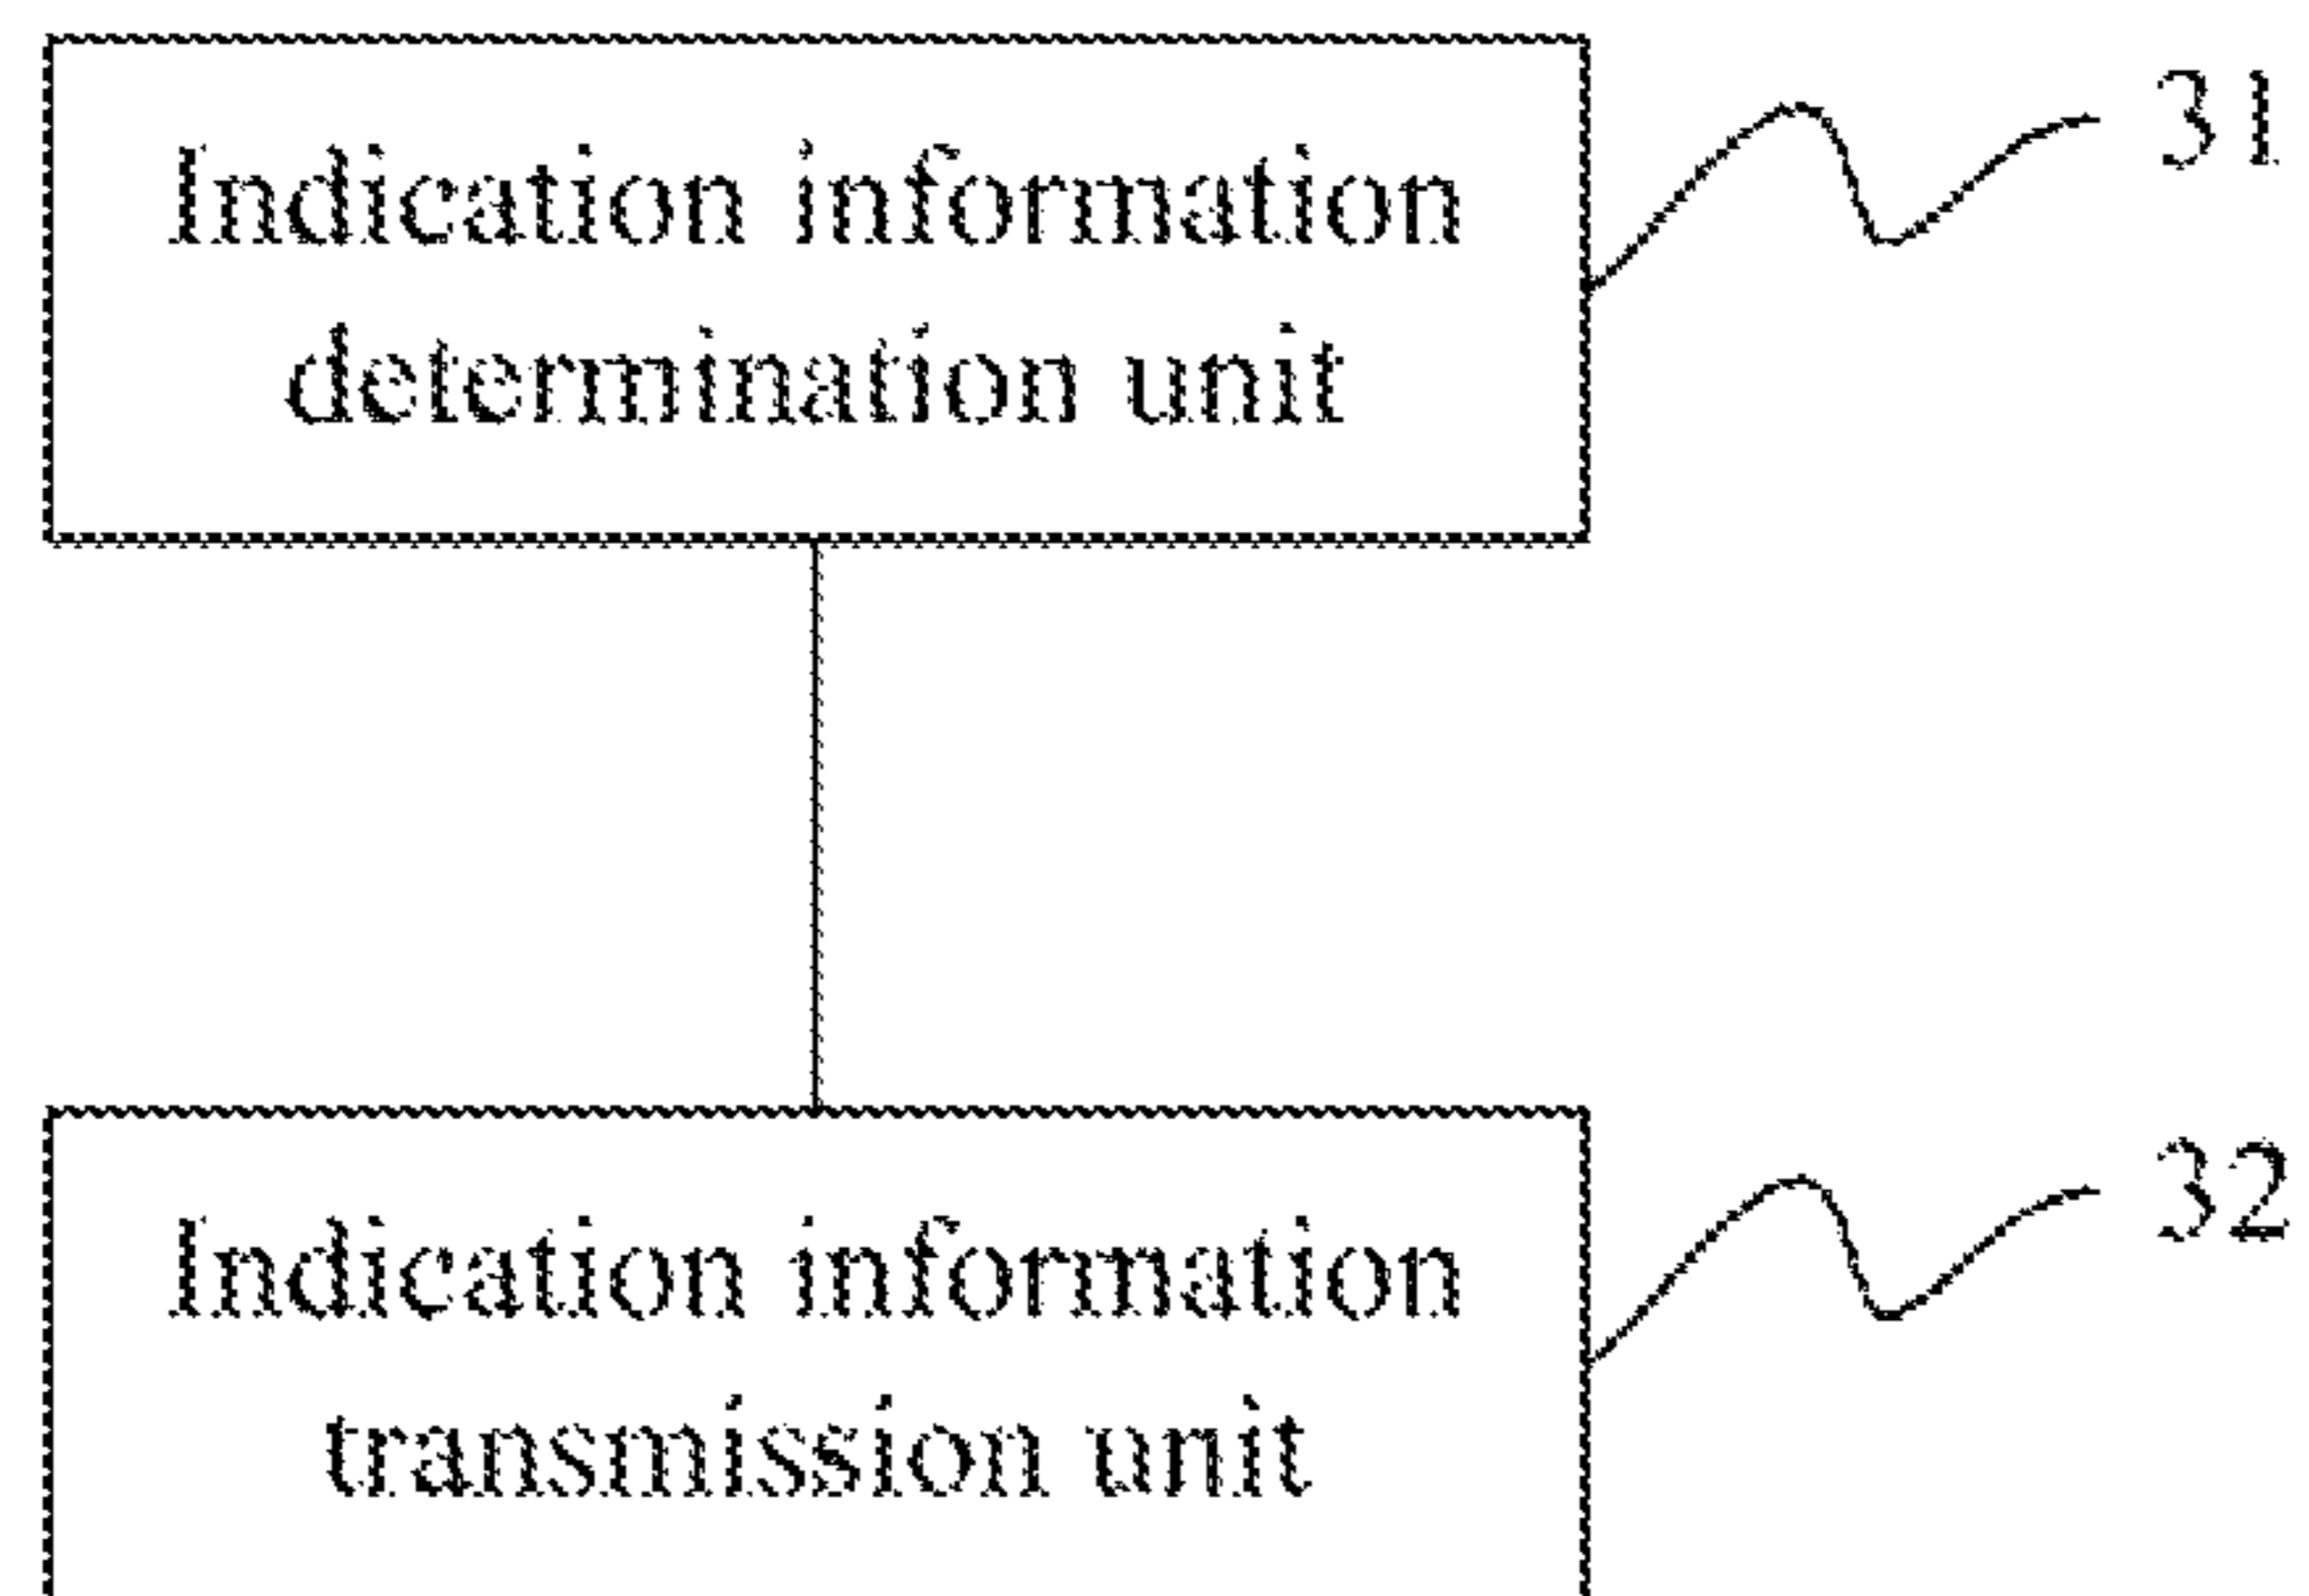 Indication information
determination unit
31
Indication information
transmission unit
32